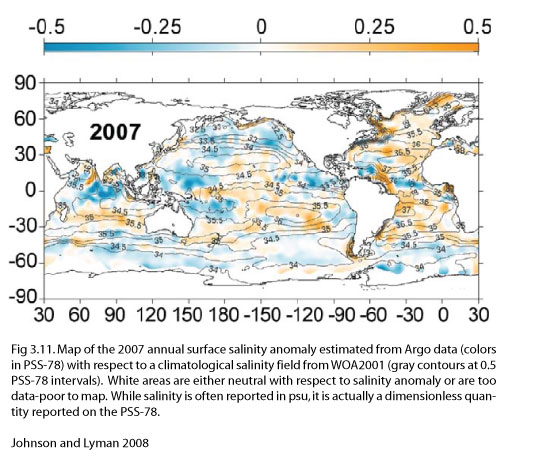 -0.5 -0.25 0 0.25 0.5
90
60
30
0
-30
-60
-90
2007
30 60 90 120 150 180 -150 -120 -90 -60 -30 0 30
Fig 3.11. Map of the 2007 annual surface salinity anomaly estimated from Argo data (colors
in PSS-78) with respect to a climatological salinity field from WOA2001 (gray contours at 0.5
PSS-78 intervals). White areas are either neutral with respect to salinity anomaly or are too
data-poor to map. While salinity is often reported in psu, it is actually a dimensionless quan-
tity reported on the PSS-78.
Johnson and Lyman 2008